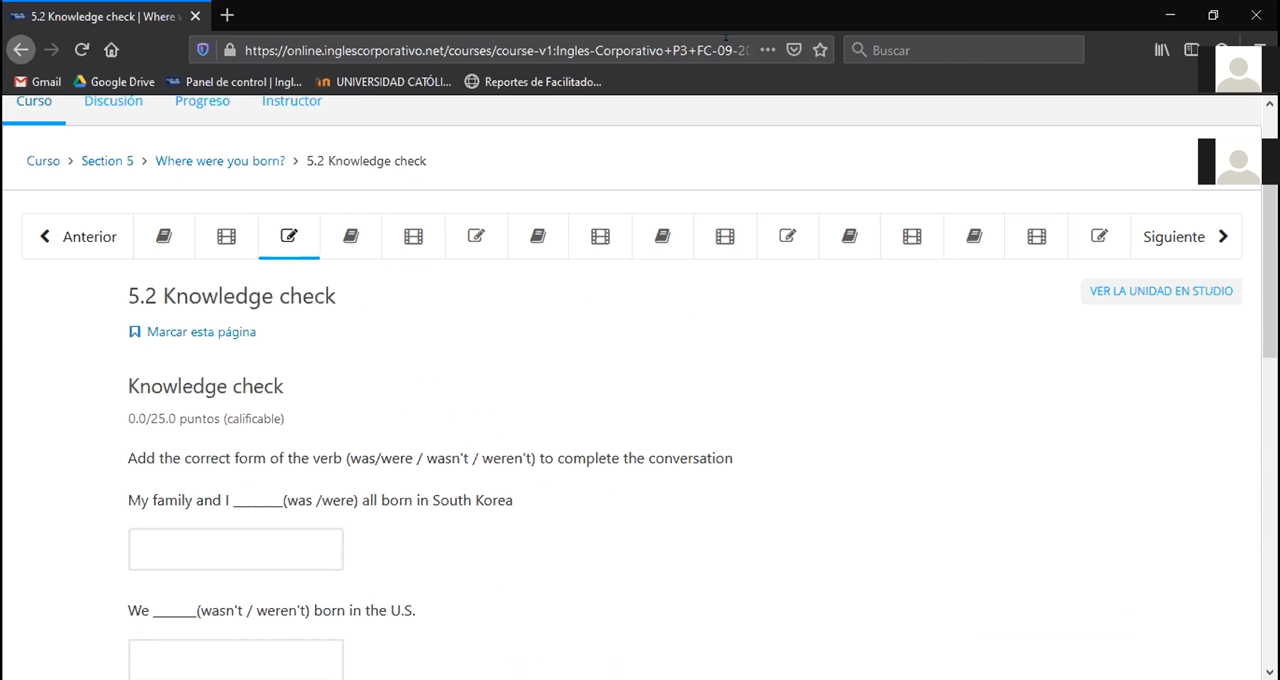 5.2 Knowledge check | Where
https://online.inglescorporativo.net/courses/course-v1:Ingles-Corporativo+P3+FC-09-20
Buscar
Gmail Google Drive Panel de control | Ingl... UNIVERSIDAD CATÓLI... Reportes de Facilitado...
Curso Discusión Progreso Instructor
Curso > Section 5 > Where were you born? > 5.2 Knowledge check
Anterior Siguiente
5.2 Knowledge check
VER LA UNIDAD EN STUDIO
Marcar esta página
Knowledge check
0.0/25.0 puntos (calificable)
Add the correct form of the verb (was/were / wasn't / weren't) to complete the conversation
My family and I _______(was /were) all born in South Korea
We ______(wasn't / weren't) born in the U.S.